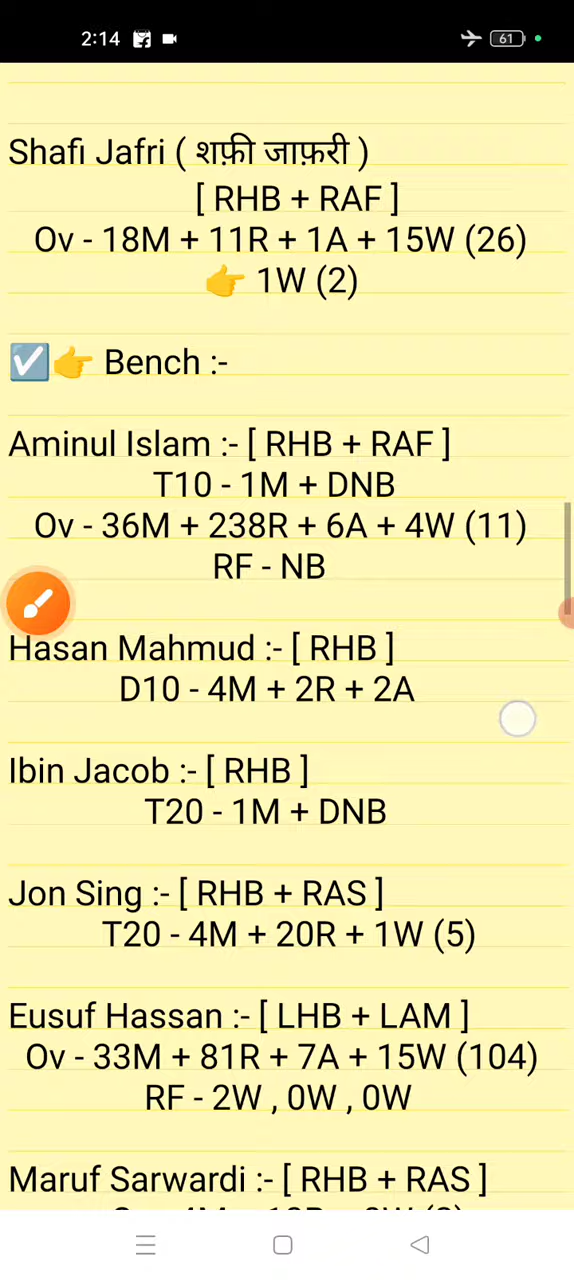 2:14
61
Shafi Jafri ( शफ़ी जाफ़री )
[ RHB + RAF ]
Ov - 18M + 11R + 1A + 15W (26)
👉 1W (2)
☑️👉 Bench :-
Aminul Islam :- [ RHB + RAF ]
T10 - 1M + DNB
Ov - 36M + 238R + 6A + 4W (11)
RF - NB
Hasan Mahmud :- [ RHB ]
D10 - 4M + 2R + 2A
Ibin Jacob :- [ RHB ]
T20 - 1M + DNB
Jon Sing :- [ RHB + RAS ]
T20 - 4M + 20R + 1W (5)
Eusuf Hassan :- [ LHB + LAM ]
Ov - 33M + 81R + 7A + 15W (104)
RF - 2W , 0W , 0W
Maruf Sarwardi :- [ RHB + RAS ]